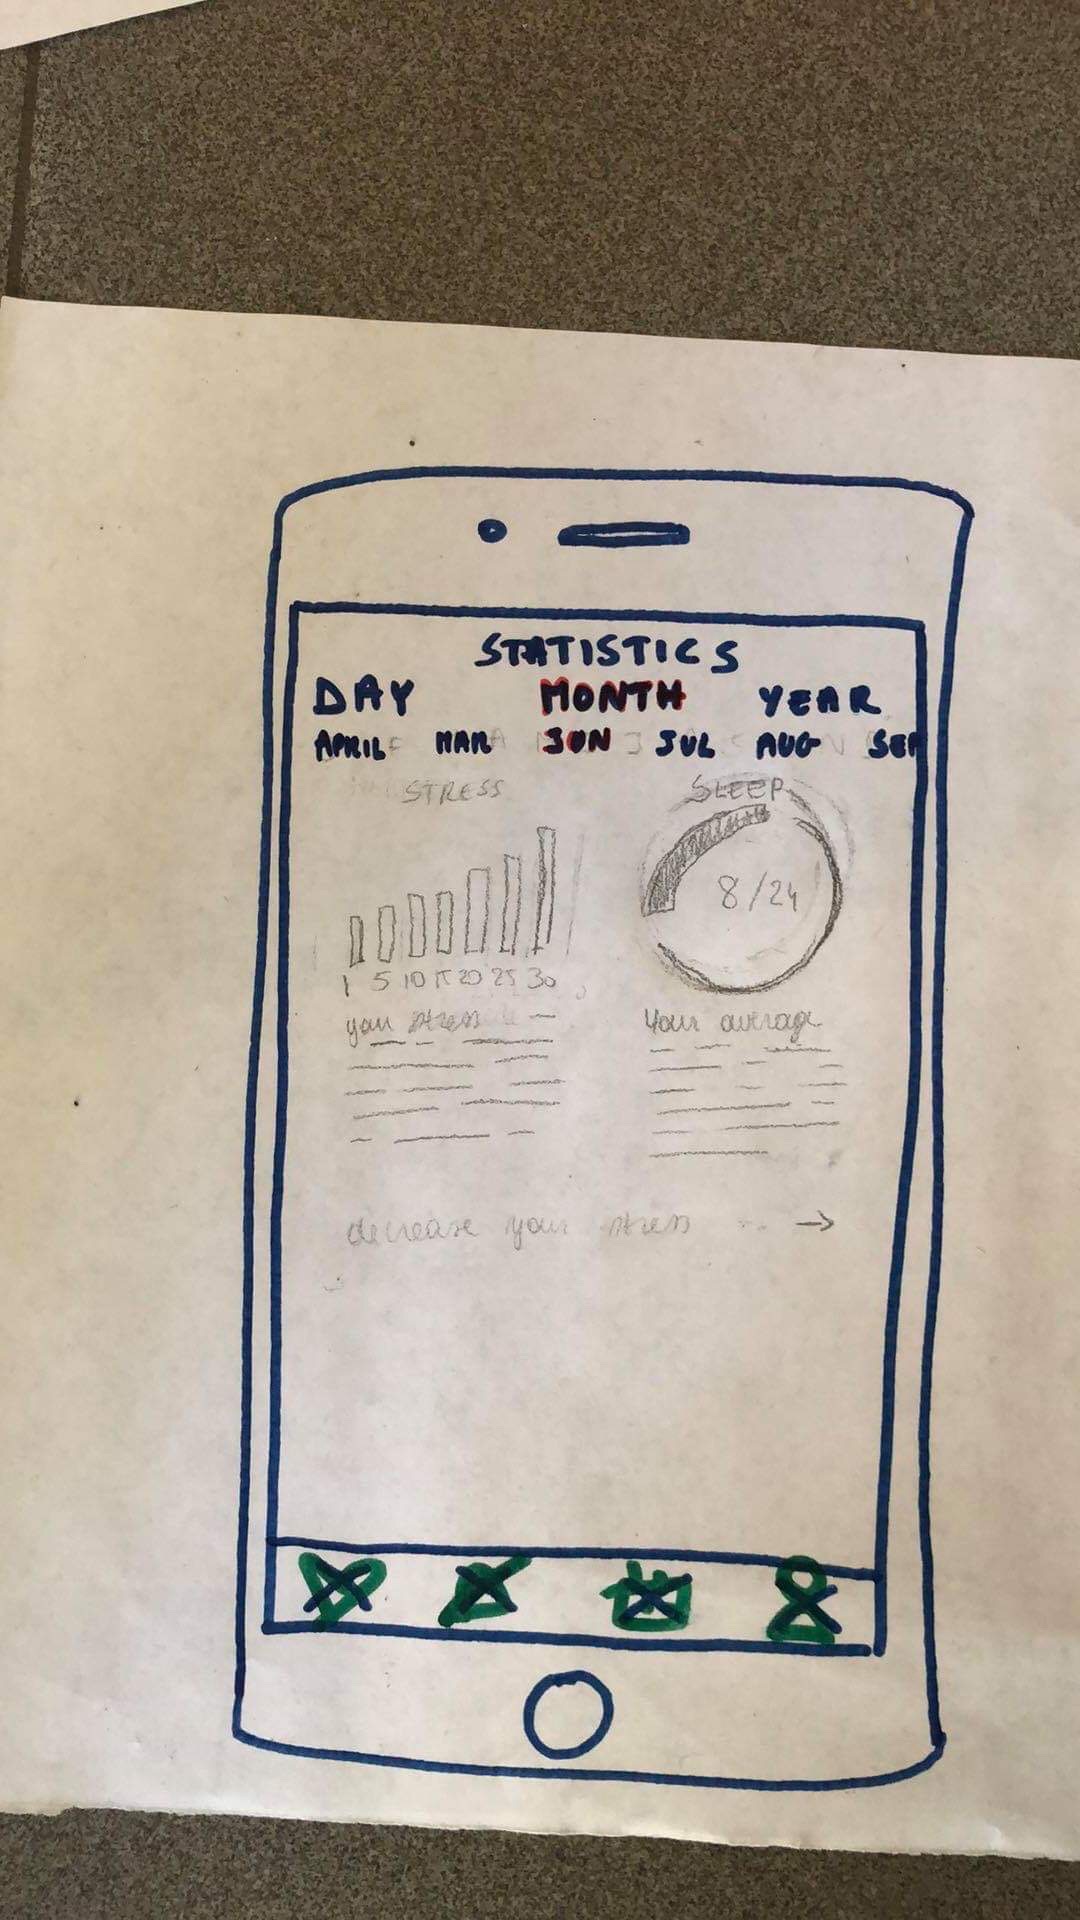 STATISTICS
DAY MONTH YEAR
APRIL MAR JUN JUL AUG SEP
STRESS SLEEP
8/24
1 5 10 15 20 25 30
your stress
Your average
decrease your stress →